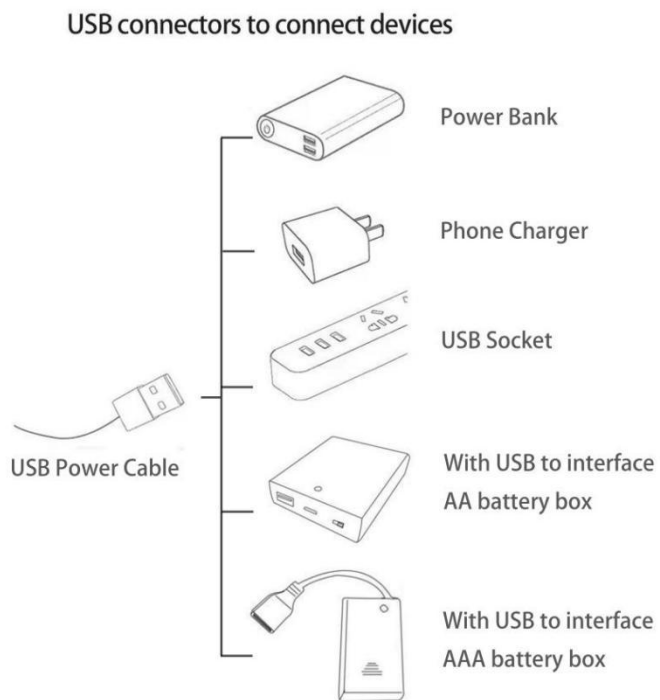 USB connectors to connect devices
Power Bank
Phone Charger
USB Socket
USB Power Cable
With USB to interface
AA battery box
With USB to interface
AAA battery box